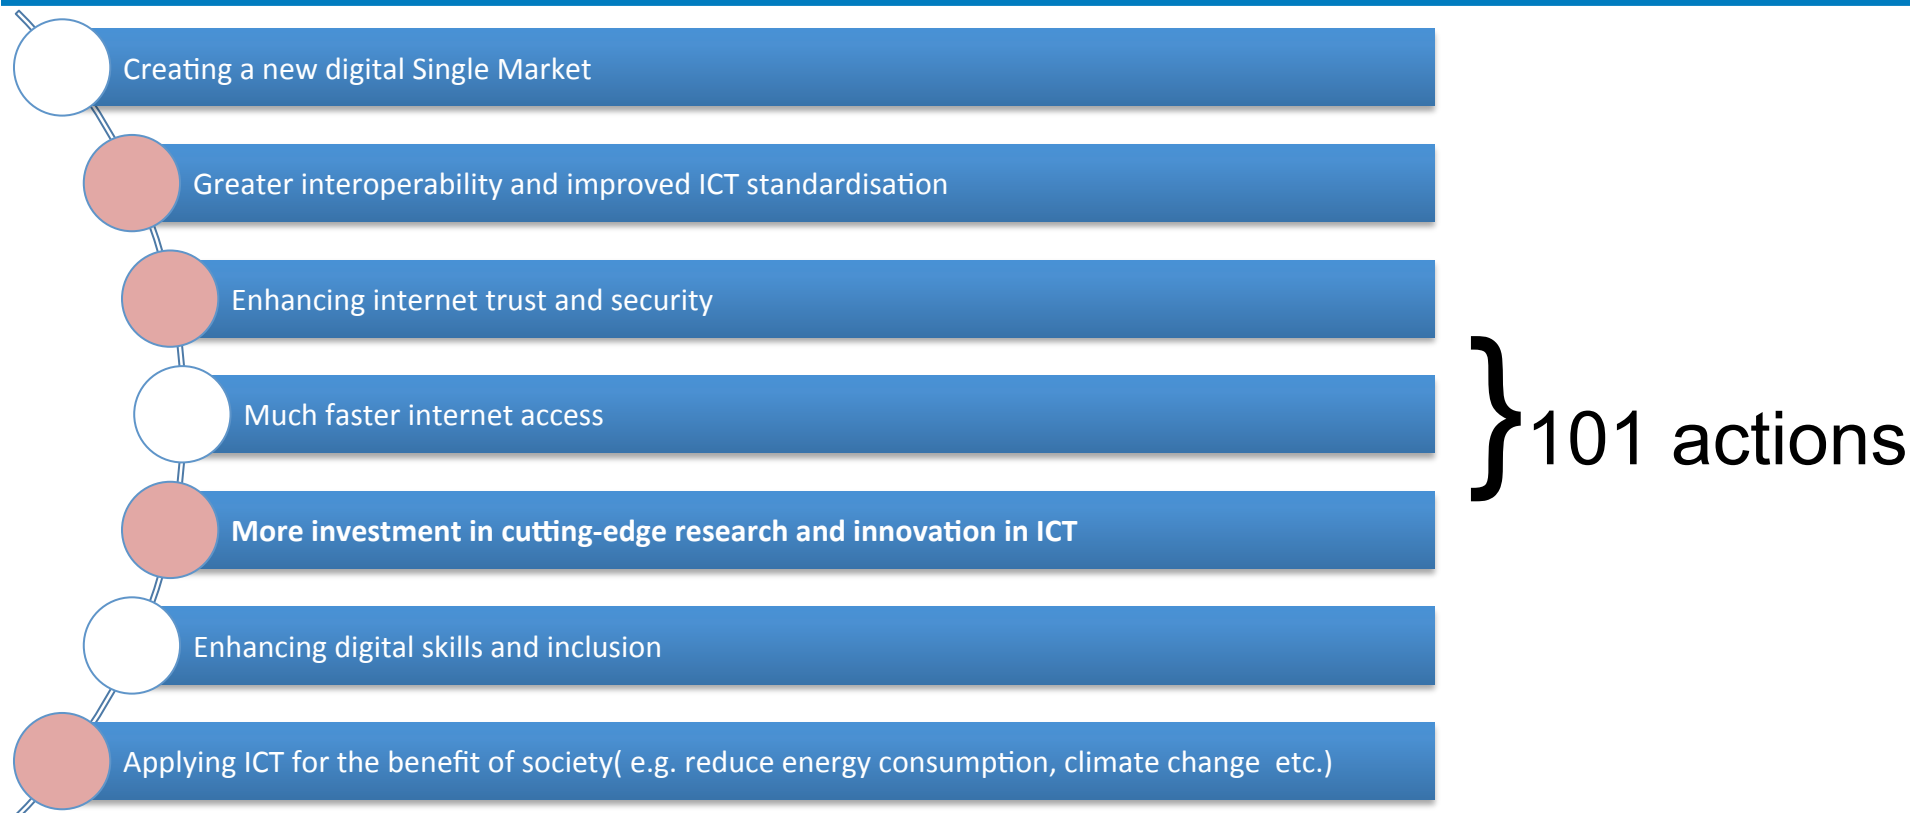 Creating a new digital Single Market
Greater interoperability and improved ICT standardisation
Enhancing internet trust and security
Much faster internet access
More investment in cutting-edge research and innovation in ICT
Enhancing digital skills and inclusion
Applying ICT for the benefit of society( e.g. reduce energy consumption, climate change  etc.)
}101 actions